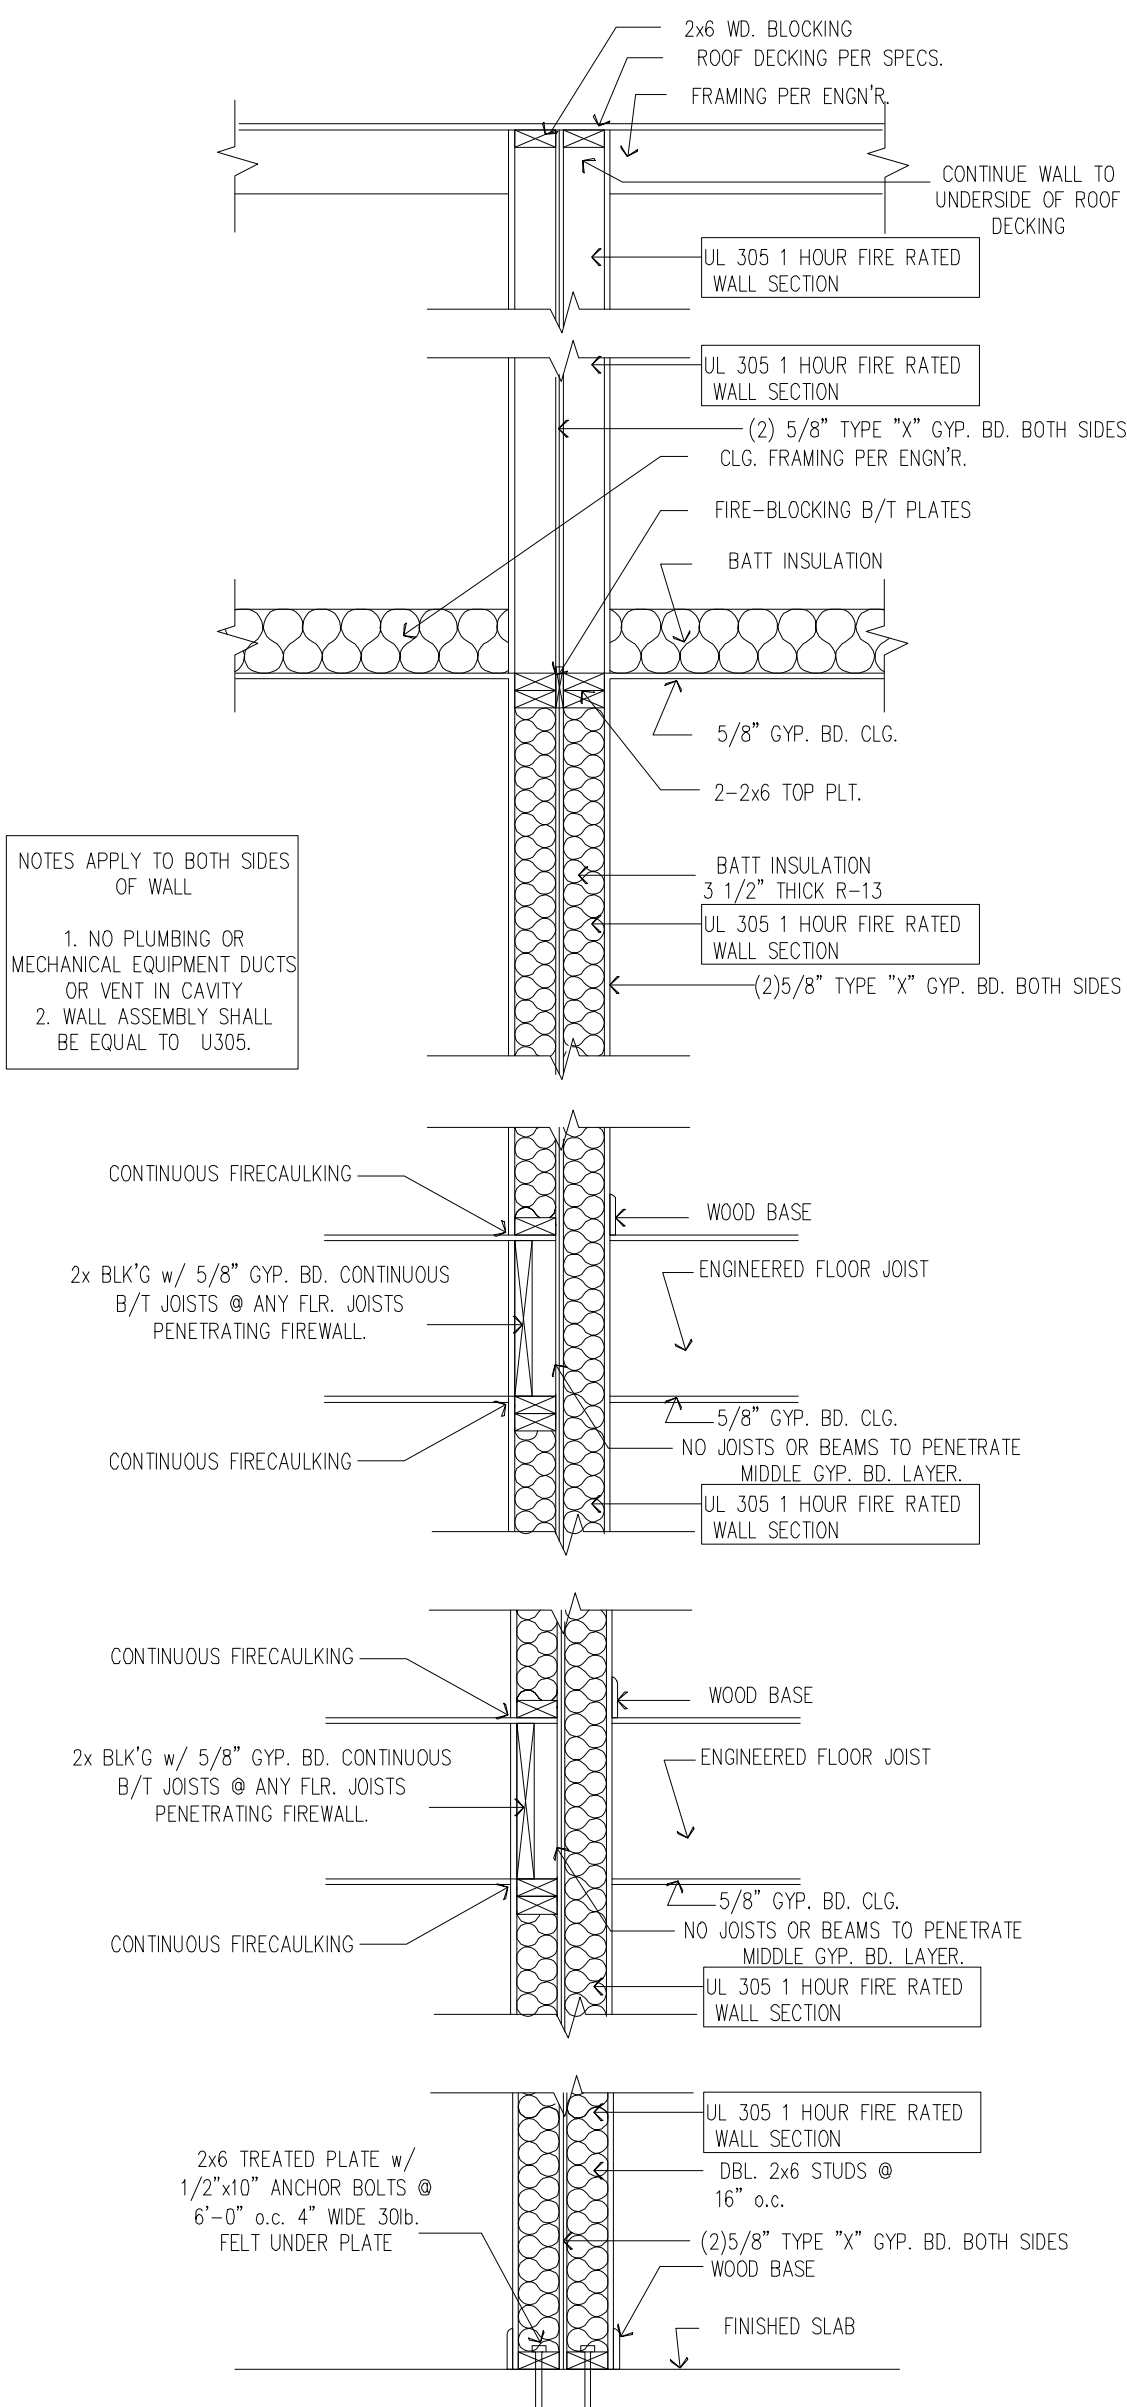 2x6 WD. BLOCKING
ROOF DECKING PER SPECS.
FRAMING PER ENGN'R.
CONTINUE WALL TO
UNDERSIDE OF ROOF
DECKING
UL 305 1 HOUR FIRE RATED
WALL SECTION
UL 305 1 HOUR FIRE RATED
WALL SECTION
(2) 5/8" TYPE "X" GYP. BD. BOTH SIDES
CLG. FRAMING PER ENGN'R.
FIRE-BLOCKING B/T PLATES
BATT INSULATION
5/8" GYP. BD. CLG.
2-2x6 TOP PLT.
NOTES APPLY TO BOTH SIDES
OF WALL
1. NO PLUMBING OR
MECHANICAL EQUIPMENT DUCTS
OR VENT IN CAVITY
2. WALL ASSEMBLY SHALL
BE EQUAL TO U305.
BATT INSULATION
3 1/2" THICK R-13
UL 305 1 HOUR FIRE RATED
WALL SECTION
(2)5/8" TYPE "X" GYP. BD. BOTH SIDES
CONTINUOUS FIRECAULKING
WOOD BASE
2x BLK'G w/ 5/8" GYP. BD. CONTINUOUS
B/T JOISTS @ ANY FLR. JOISTS
PENETRATING FIREWALL.
ENGINEERED FLOOR JOIST
5/8" GYP. BD. CLG.
NO JOISTS OR BEAMS TO PENETRATE
MIDDLE GYP. BD. LAYER.
CONTINUOUS FIRECAULKING
UL 305 1 HOUR FIRE RATED
WALL SECTION
CONTINUOUS FIRECAULKING
WOOD BASE
2x BLK'G w/ 5/8" GYP. BD. CONTINUOUS
B/T JOISTS @ ANY FLR. JOISTS
PENETRATING FIREWALL.
ENGINEERED FLOOR JOIST
5/8" GYP. BD. CLG.
NO JOISTS OR BEAMS TO PENETRATE
MIDDLE GYP. BD. LAYER.
CONTINUOUS FIRECAULKING
UL 305 1 HOUR FIRE RATED
WALL SECTION
UL 305 1 HOUR FIRE RATED
WALL SECTION
2x6 TREATED PLATE w/
1/2"x10" ANCHOR BOLTS @
6'-0" o.c. 4" WIDE 30lb.
FELT UNDER PLATE
DBL. 2x6 STUDS @
16" o.c.
(2)5/8" TYPE "X" GYP. BD. BOTH SIDES
WOOD BASE
FINISHED SLAB